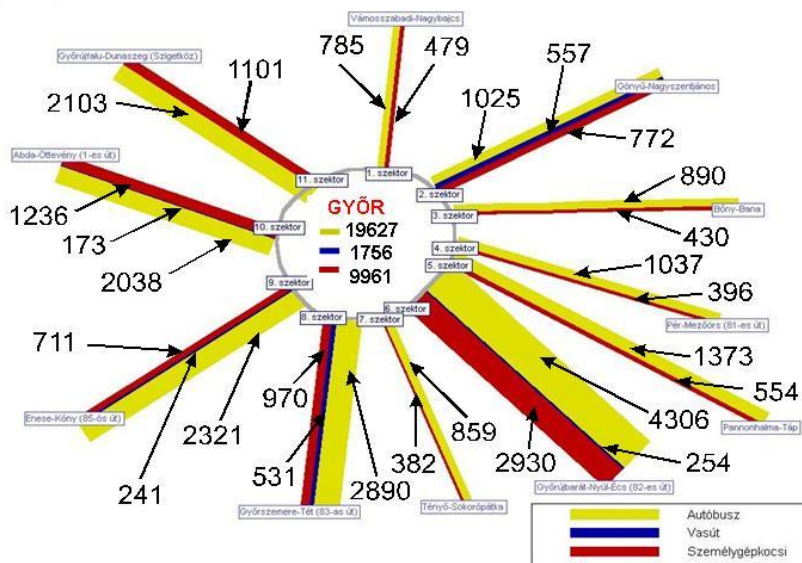 Vámosszabadi-Nagybajcs
785
479
557
Győrújfalu-Dunaszeg (Szigetköz)
1101
2103
1025
Gönyű-Nagyszentjános
772
Abda-Öttevény (1-es út)
1236
173
2038
11. szektor
1. szektor
2. szektor
3. szektor
890
Bőny-Bana
430
10. szektor
GYŐR
19627
1756
9961
4. szektor
5. szektor
1037
396
Pér-Mezőörs (81-es út)
9. szektor
8. szektor
7. szektor
6. szektor
1373
554
Pannonhalma-Táp
711
241
2321
Enese-Kóny (85-ös út)
970
531
2890
Győrszemere-Tét (83-as út)
859
382
Tényő-Sokorópátka
4306
2930
254
Győrújbarát-Nyúl-Écs (82-es út)
Autóbusz
Vasút
Személygépkocsi